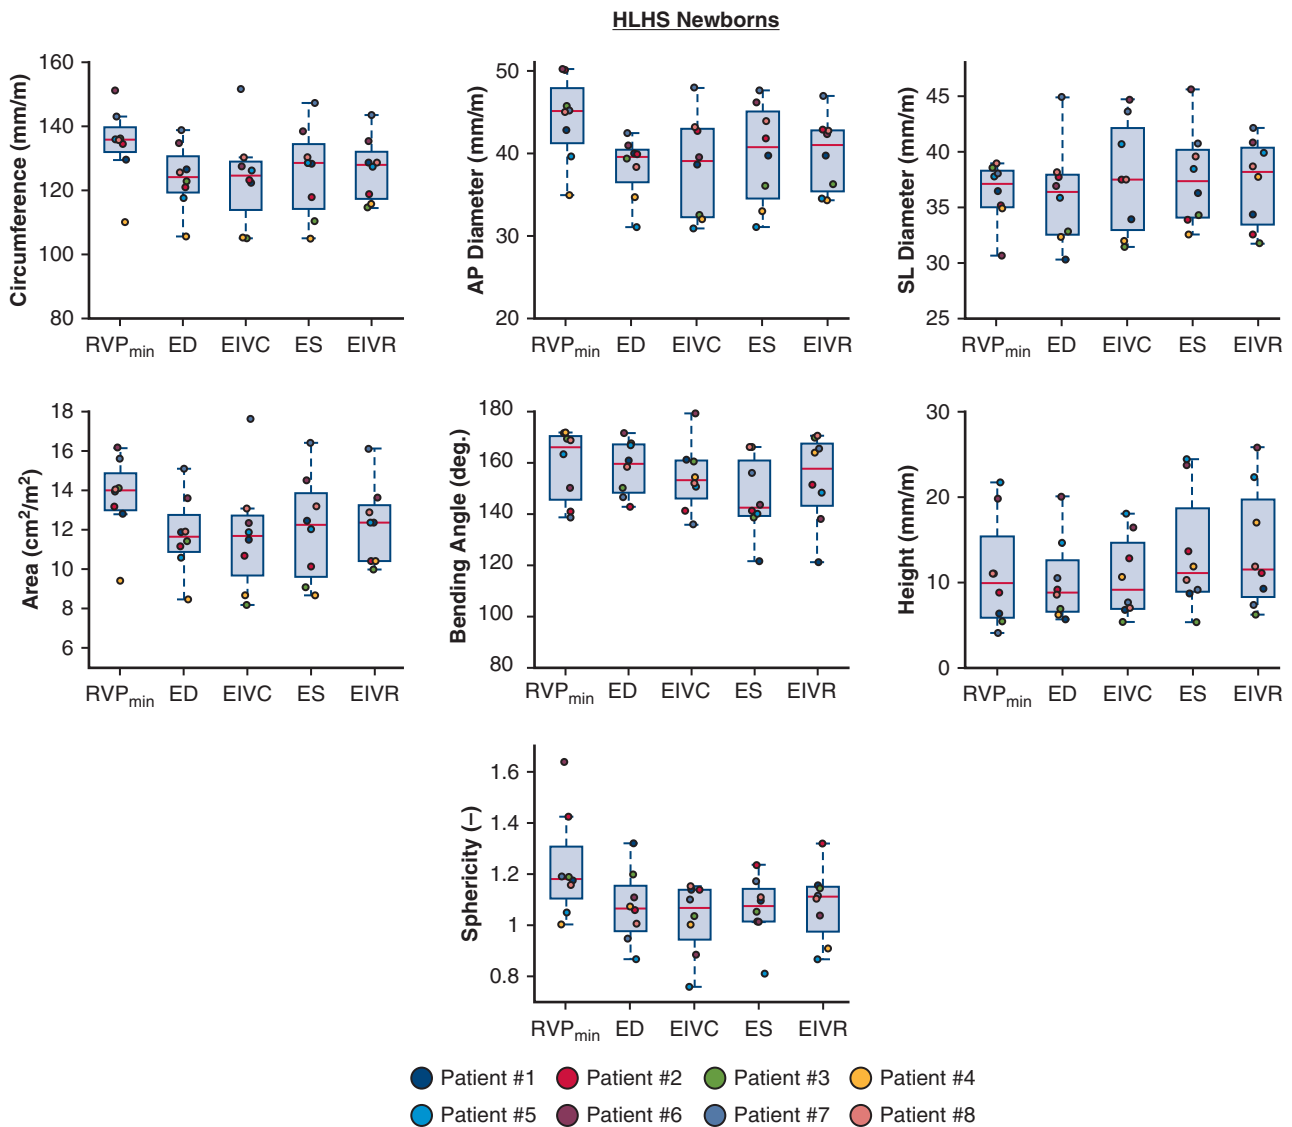 HLHS Newborns
Circumference (mm/m)
160
140
120
100
80
RVPmin ED EIVC ES EIVR
AP Diameter (mm/m)
50
40
30
20
RVPmin ED EIVC ES EIVR
SL Diameter (mm/m)
45
40
35
30
25
RVPmin ED EIVC ES EIVR
Area (cm²/m²)
18
16
14
12
10
8
6
RVPmin ED EIVC ES EIVR
Bending Angle (deg.)
180
160
140
120
100
80
RVPmin ED EIVC ES EIVR
Height (mm/m)
30
20
10
0
RVPmin ED EIVC ES EIVR
Sphericity (–)
1.6
1.4
1.2
1
0.8
RVPmin ED EIVC ES EIVR
Patient #1 Patient #2 Patient #3 Patient #4
Patient #5 Patient #6 Patient #7 Patient #8